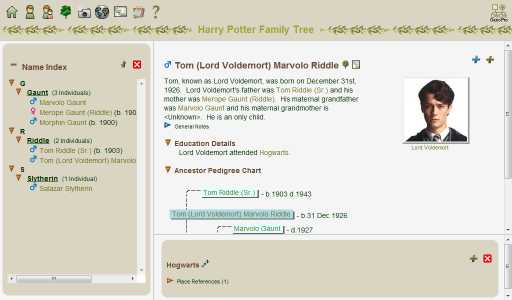 GenoPro
Harry Potter Family Tree
Name Index
G
Gaunt (3 Individuals)
Marvolo Gaunt
Merope Gaunt (Riddle) (b. 190
Morphin Gaunt (b. 1900)
R
Riddle (2 Individuals)
Tom Riddle (Sr.) (b. 1903)
Tom (Lord Voldemort) Marvolo
S
Slytherin (1 Individual)
Salazar Slytherin
Tom (Lord Voldemort) Marvolo Riddle
Tom, known as Lord Voldemort, was born on December 31st,
1926. Lord Voldemort's father was Tom Riddle (Sr.) and his
mother was Merope Gaunt (Riddle). His maternal grandfather
was Marvolo Gaunt and his maternal grandmother is
<Unknown>. He is an only child.
General Notes
Lord Voldemort
Education Details
Lord Voldemort attended Hogwarts.
Ancestor Pedigree Chart
Tom Riddle (Sr.) - b.1903 d.1943
Tom (Lord Voldemort) Marvolo Riddle - b.31 Dec 1926
Marvolo Gaunt - d.1927
Hogwarts
Place References (1)